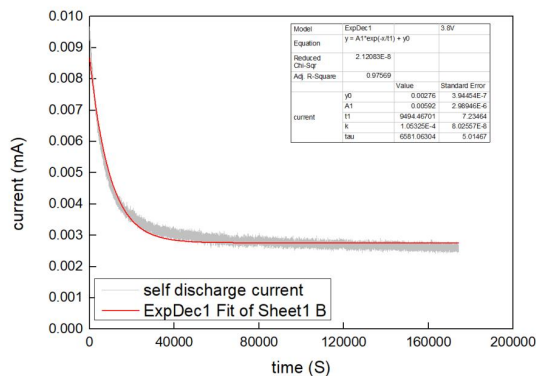 Model ExpDec1 3.8V
Equation y = A1*exp(-x/t1) + y0
Reduced Chi-Sqr 2.12083E-8
Adj. R-Square 0.97569
Value Standard Error
current y0 0.00276 3.94454E-7
A1 0.00592 2.98946E-6
t1 9494.46701 7.23464
k 1.05325E-4 8.02557E-8
tau 6581.06304 5.01467
0.010
0.009
0.008
0.007
0.006
0.005
0.004
0.003
0.002
0.001
0.000
current (mA)
self discharge current
ExpDec1 Fit of Sheet1 B
0 40000 80000 120000 160000 200000
time (S)